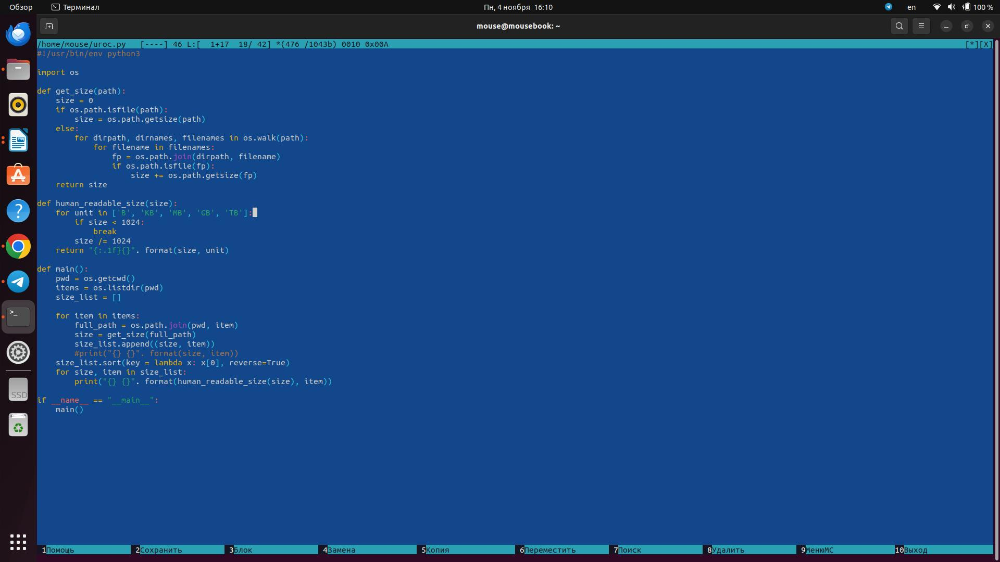 Обзор Терминал Пн, 4 ноября 16:10 en 100 %
mouse@mousebook: ~
/home/mouse/uroc.py [----] 46 L:[ 1+17 18/ 42] *(476 /1043b) 0010 0x00A [*][X]
#!/usr/bin/env python3
import os
def get_size(path):
size = 0
if os.path.isfile(path):
size = os.path.getsize(path)
else:
for dirpath, dirnames, filenames in os.walk(path):
for filename in filenames:
fp = os.path.join(dirpath, filename)
if os.path.isfile(fp):
size += os.path.getsize(fp)
return size
def human_readable_size(size):
for unit in ['B', 'KB', 'MB', 'GB', 'TB']:
if size < 1024:
break
size /= 1024
return "{:.1f}{}". format(size, unit)
def main():
pwd = os.getcwd()
items = os.listdir(pwd)
size_list = []
for item in items:
full_path = os.path.join(pwd, item)
size = get_size(full_path)
size_list.append((size, item))
#print("{} {}". format(size, item))
size_list.sort(key = lambda x: x[0], reverse=True)
for size, item in size_list:
print("{} {}". format(human_readable_size(size), item))
if __name__ == "__main__":
main()
SSD
1Помощь 2Сохранить 3Блок 4Замена 5Копия 6Переместить 7Поиск 8Удалить 9МенюMC 10Выход